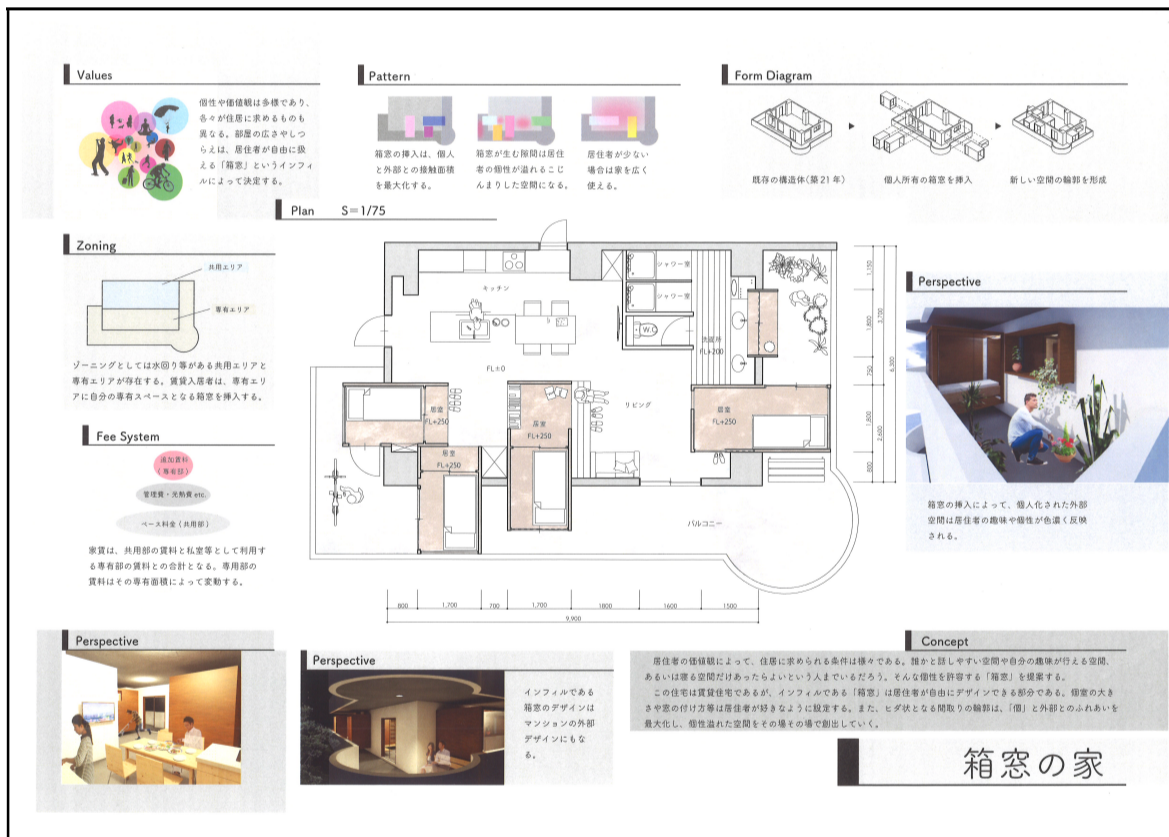 Values
個性や価値観は多様であり、
各々が住居に求めるものも
異なる。部屋の広さやしつ
らえは、居住者が自由に扱
える「箱窓」というインフィ
ルによって決定する。
Pattern
箱窓の挿入は、個人
と外部との接触面積
を最大化する。
箱窓が生む隙間は居住
者の個性が溢れるこじ
んまりした空間になる。
居住者が少ない
場合は家を広く
使える。
Form Diagram
既存の構造体(築21年)
個人所有の箱窓を挿入
新しい空間の輪郭を形成
Plan S=1/75
キッチン
シャワー室
シャワー室
W.C
洗面所
FL+200
FL±0
リビング
居室
FL+250
居室
FL+250
居室
FL+250
居室
FL+250
バルコニー
800
1,700
700
1,700
1800
1600
1500
9,900
1,150
1,800
750
1,800
800
3,700
2,600
6,300
Zoning
共用エリア
専有エリア
ゾーニングとしては水回り等がある共用エリアと
専有エリアが存在する。賃貸入居者は、専有エリ
アに自分の専有スペースとなる箱窓を挿入する。
Fee System
追加賃料
(専有部)
管理費・光熱費 etc.
ベース料金(共用部)
家賃は、共用部の賃料と私室等として利用す
る専有部の賃料との合計となる。専用部の
賃料はその専有面積によって変動する。
Perspective
箱窓の挿入によって、個人化された外部
空間は居住者の趣味や個性が色濃く反映
される。
Perspective
Perspective
インフィルである
箱窓のデザインは
マンションの外部
デザインにもな
る。
Concept
居住者の価値観によって、住居に求められる条件は様々である。誰かと話しやすい空間や自分の趣味が行える空間、
あるいは寝る空間だけあったらよいという人までいるだろう。そんな個性を許容する「箱窓」を提案する。
この住宅は賃貸住宅であるが、インフィルである「箱窓」は居住者が自由にデザインできる部分である。個室の大き
さや窓の付け方等は居住者が好きなように設定する。また、ヒダ状となる間取りの輪郭は、「個」と外部とのふれあいを
最大化し、個性溢れた空間をその場その場で創出していく。
箱窓の家